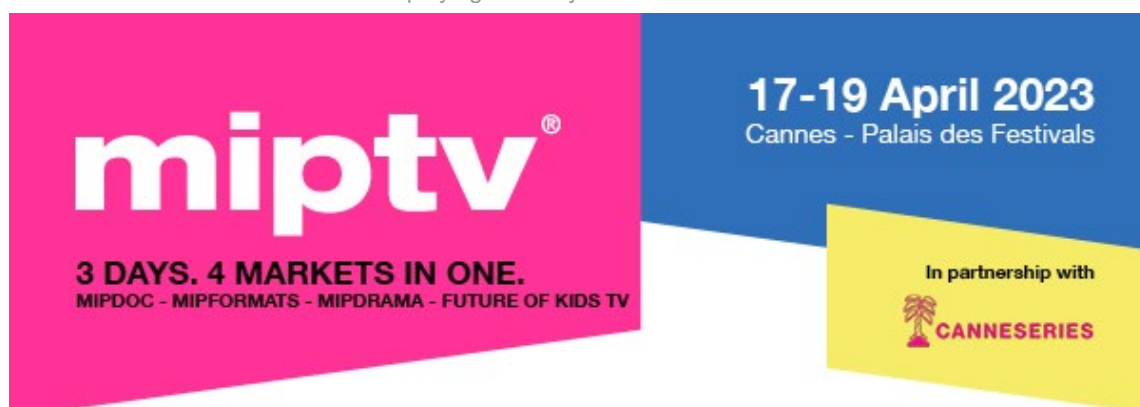 miptv®
3 DAYS. 4 MARKETS IN ONE.
MIPDOC - MIPFORMATS - MIPDRAMA - FUTURE OF KIDS TV
17-19 April 2023
Cannes - Palais des Festivals
In partnership with
CANNESERIES